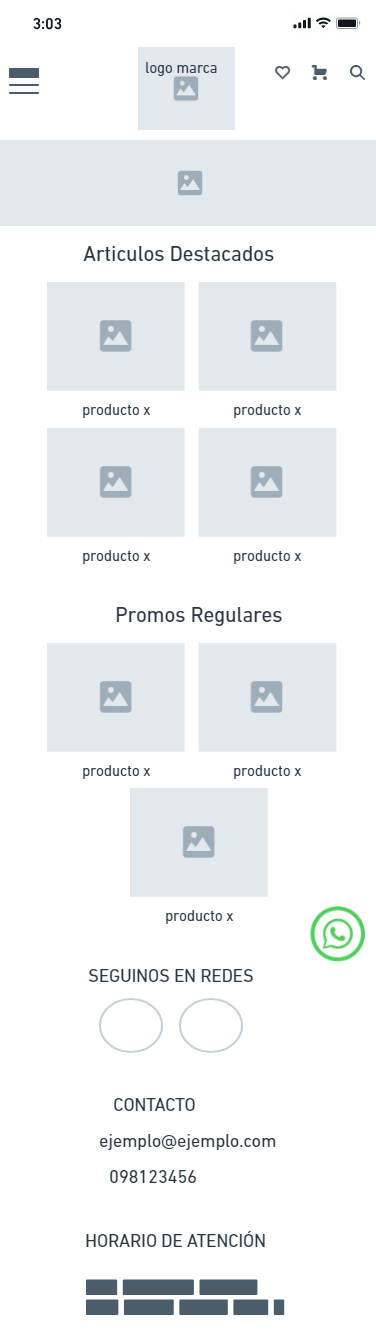 3:03
logo marca
Articulos Destacados
producto x
producto x
producto x
producto x
Promos Regulares
producto x
producto x
producto x
SEGUINOS EN REDES
CONTACTO
ejemplo@ejemplo.com
098123456
HORARIO DE ATENCIÓN